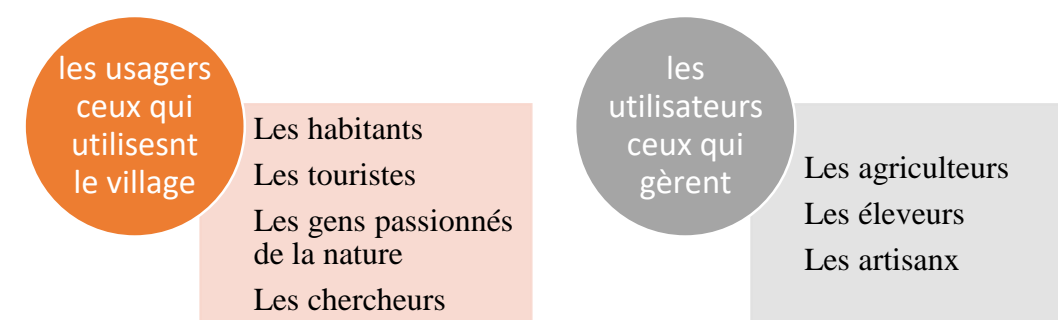 les usagers
ceux qui
utilisesnt
le village
Les habitants
Les touristes
Les gens passionnés
de la nature
Les chercheurs
les
utilisateurs
ceux qui
gèrent
Les agriculteurs
Les éleveurs
Les artisanx